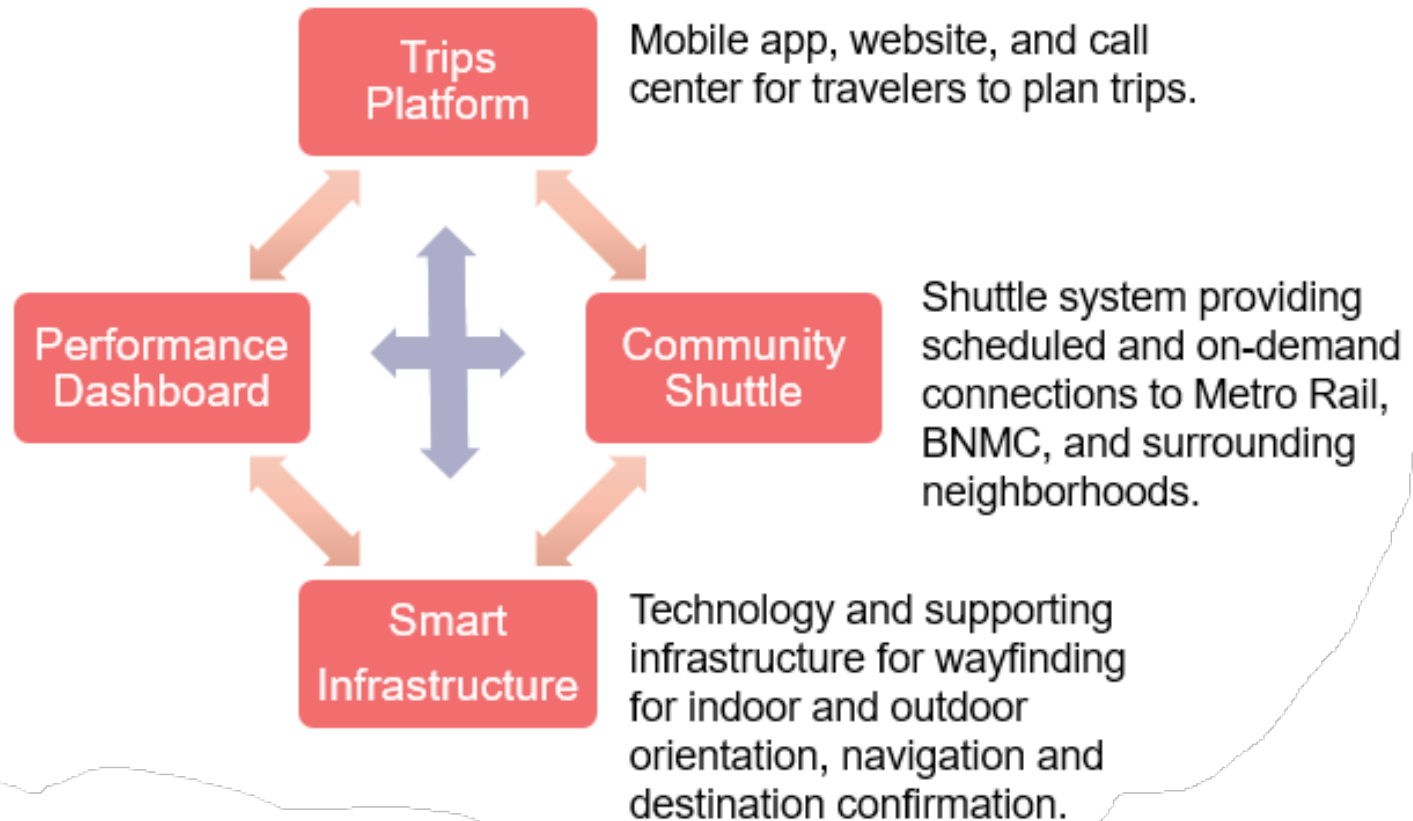 Trips
Platform
Mobile app, website, and call
center for travelers to plan trips.
Performance
Dashboard
Community
Shuttle
Shuttle system providing
scheduled and on-demand
connections to Metro Rail,
BNMC, and surrounding
neighborhoods.
Smart
Infrastructure
Technology and supporting
infrastructure for wayfinding
for indoor and outdoor
orientation, navigation and
destination confirmation.